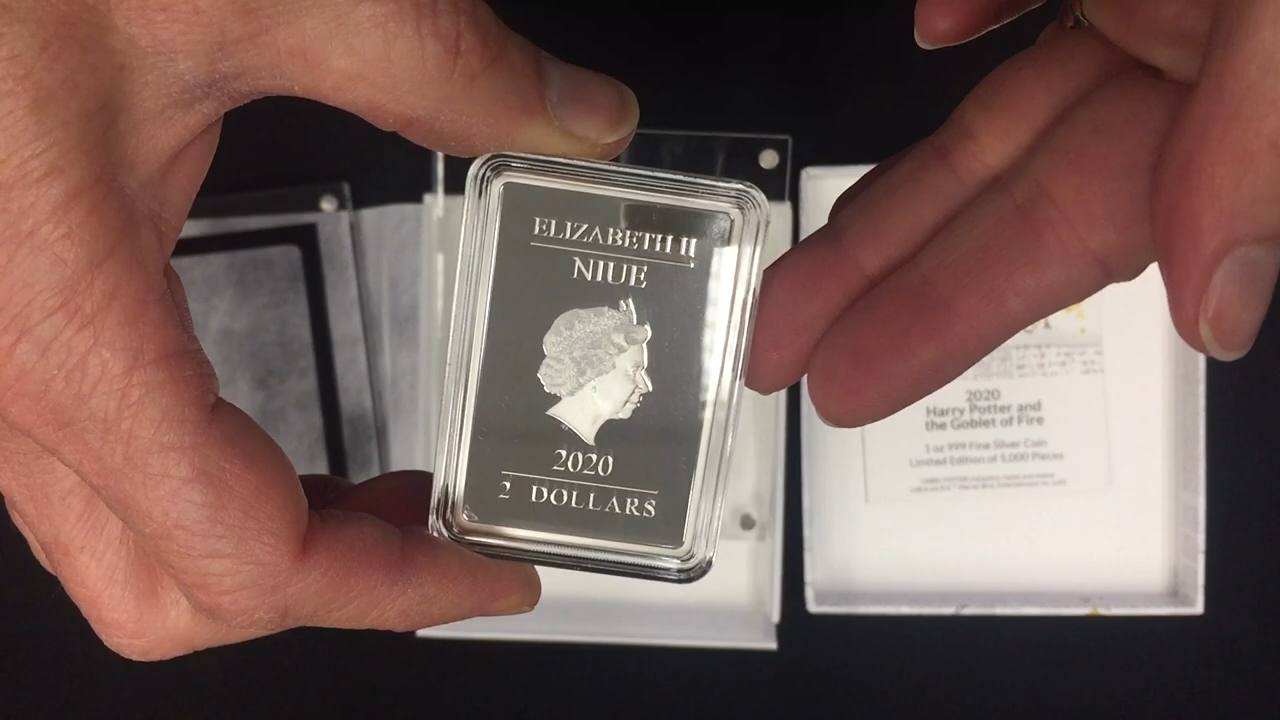 ELIZABETH II
NIUE
2020
2 DOLLARS
2020
Harry Potter and
the Goblet of Fire
1 oz 999 Fine Silver Coin
Limited Edition of 5,000 Pieces